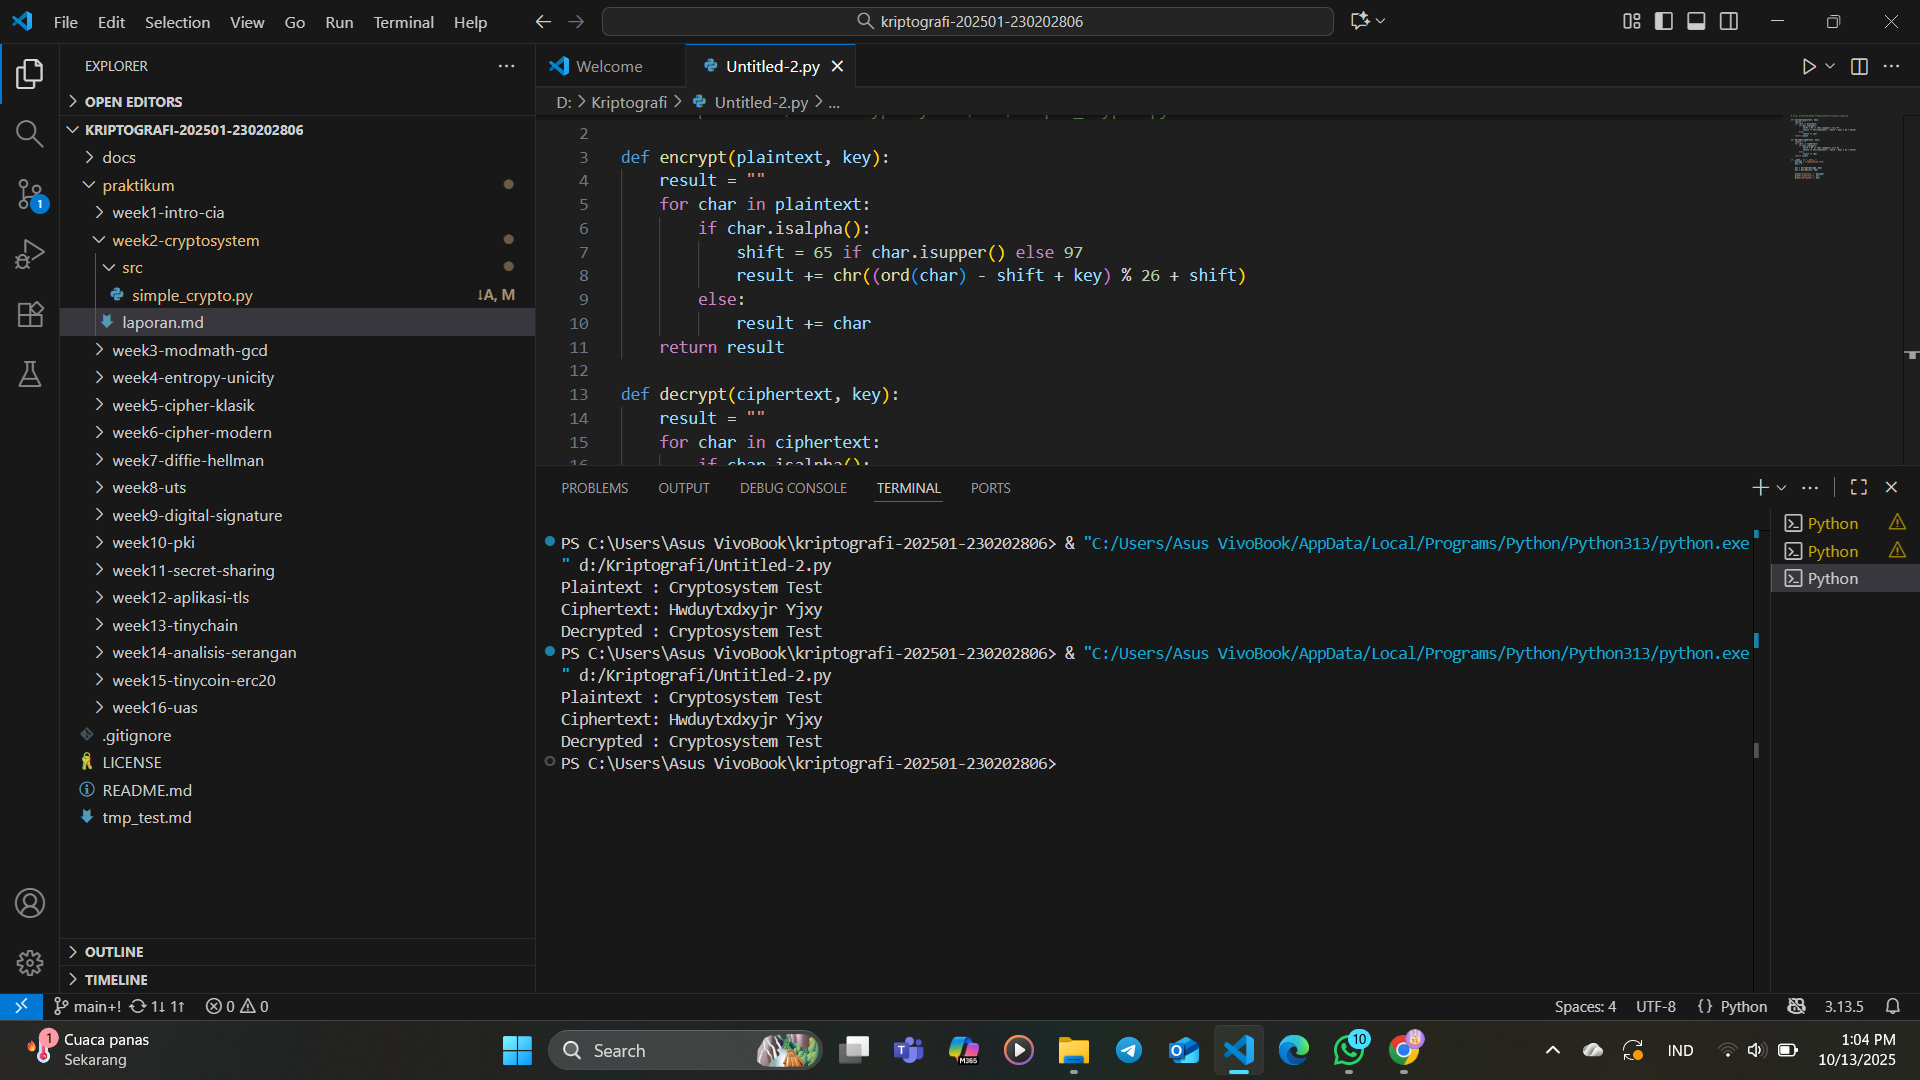 File Edit Selection View Go Run Terminal Help
kriptografi-202501-230202806
EXPLORER
OPEN EDITORS
KRIPTOGRAFI-202501-230202806
docs
praktikum
week1-intro-cia
week2-cryptosystem
src
simple_crypto.py ↓A, M
laporan.md
week3-modmath-gcd
week4-entropy-unicity
week5-cipher-klasik
week6-cipher-modern
week7-diffie-hellman
week8-uts
week9-digital-signature
week10-pki
week11-secret-sharing
week12-aplikasi-tls
week13-tinychain
week14-analisis-serangan
week15-tinycoin-erc20
week16-uas
.gitignore
LICENSE
README.md
tmp_test.md
OUTLINE
TIMELINE
1
Welcome
Untitled-2.py
D: > Kriptografi > Untitled-2.py > ...
2
3 def encrypt(plaintext, key):
4 result = ""
5 for char in plaintext:
6 if char.isalpha():
7 shift = 65 if char.isupper() else 97
8 result += chr((ord(char) - shift + key) % 26 + shift)
9 else:
10 result += char
11 return result
12
13 def decrypt(ciphertext, key):
14 result = ""
15 for char in ciphertext:
16 if char.isalpha():
PROBLEMS OUTPUT DEBUG CONSOLE TERMINAL PORTS
PS C:\Users\Asus VivoBook\kriptografi-202501-230202806> & "C:/Users/Asus VivoBook/AppData/Local/Programs/Python/Python313/python.exe
" d:/Kriptografi/Untitled-2.py
Plaintext : Cryptosystem Test
Ciphertext: Hwduytxdxyjr Yjxy
Decrypted : Cryptosystem Test
PS C:\Users\Asus VivoBook\kriptografi-202501-230202806> & "C:/Users/Asus VivoBook/AppData/Local/Programs/Python/Python313/python.exe
" d:/Kriptografi/Untitled-2.py
Plaintext : Cryptosystem Test
Ciphertext: Hwduytxdxyjr Yjxy
Decrypted : Cryptosystem Test
PS C:\Users\Asus VivoBook\kriptografi-202501-230202806>
Python
Python
Python
main+! 1↓ 1↑ 0 0
Spaces: 4 UTF-8 {} Python 3.13.5
1
Cuaca panas
Sekarang
Search
M365
10
IND
1:04 PM
10/13/2025